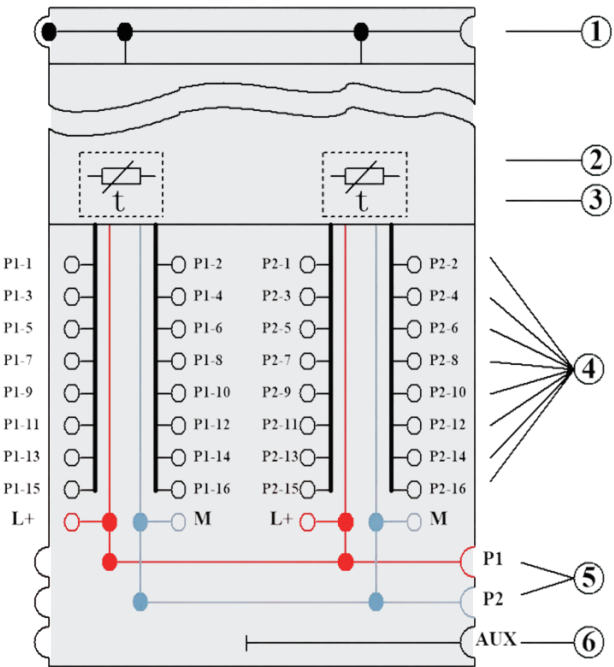 1
2
t t
3
P1-1 P1-2 P2-1 P2-2
P1-3 P1-4 P2-3 P2-4
P1-5 P1-6 P2-5 P2-6
P1-7 P1-8 P2-7 P2-8
4
P1-9 P1-10 P2-9 P2-10
P1-11 P1-12 P2-11 P2-12
P1-13 P1-14 P2-13 P2-14
P1-15 P1-16 P2-15 P2-16
L+ M L+ M
P1
5
P2
AUX 6